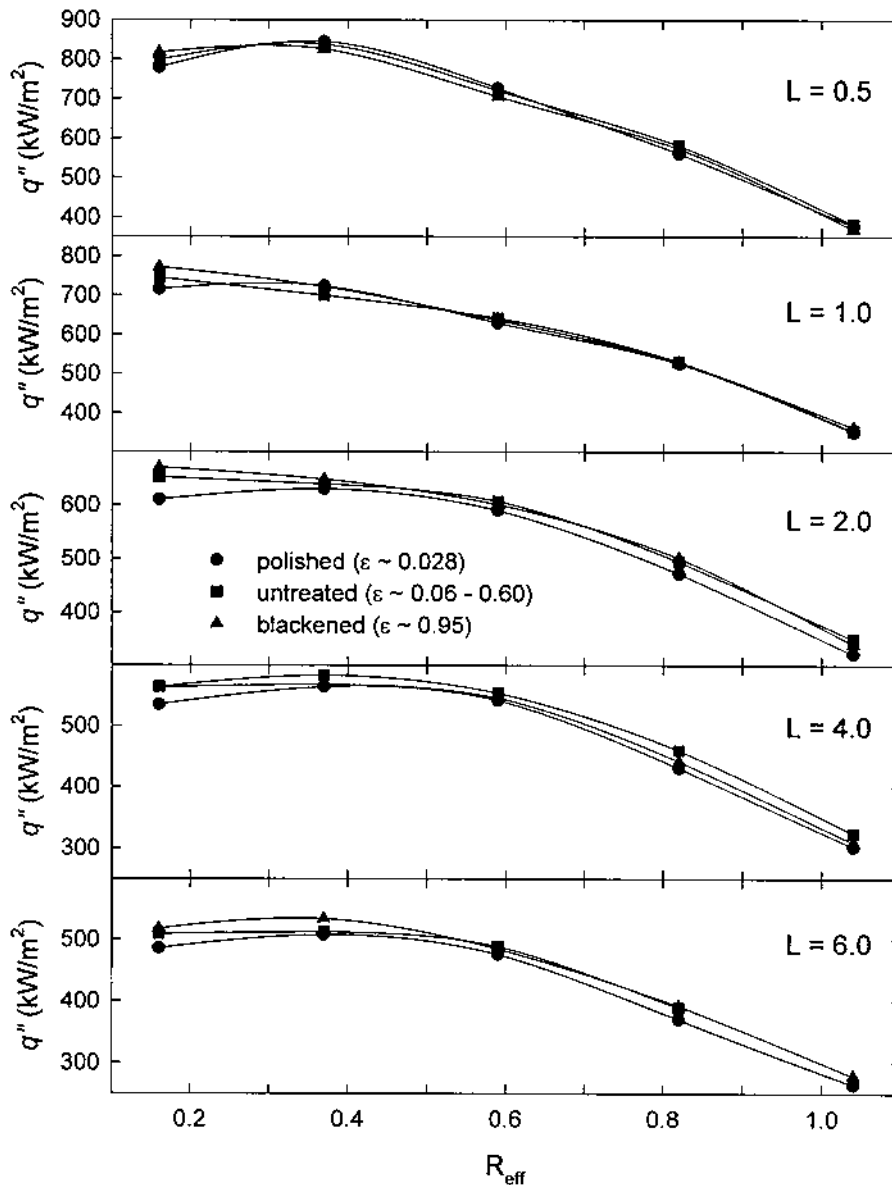 900
800
700
600
500
400
q″ (kW/m²)
L = 0.5
800
700
600
500
400
q″ (kW/m²)
L = 1.0
600
500
400
q″ (kW/m²)
L = 2.0
polished (ε ~ 0.028)
untreated (ε ~ 0.06 - 0.60)
blackened (ε ~ 0.95)
500
400
300
q″ (kW/m²)
L = 4.0
500
400
300
q″ (kW/m²)
L = 6.0
0.2 0.4 0.6 0.8 1.0
R_eff